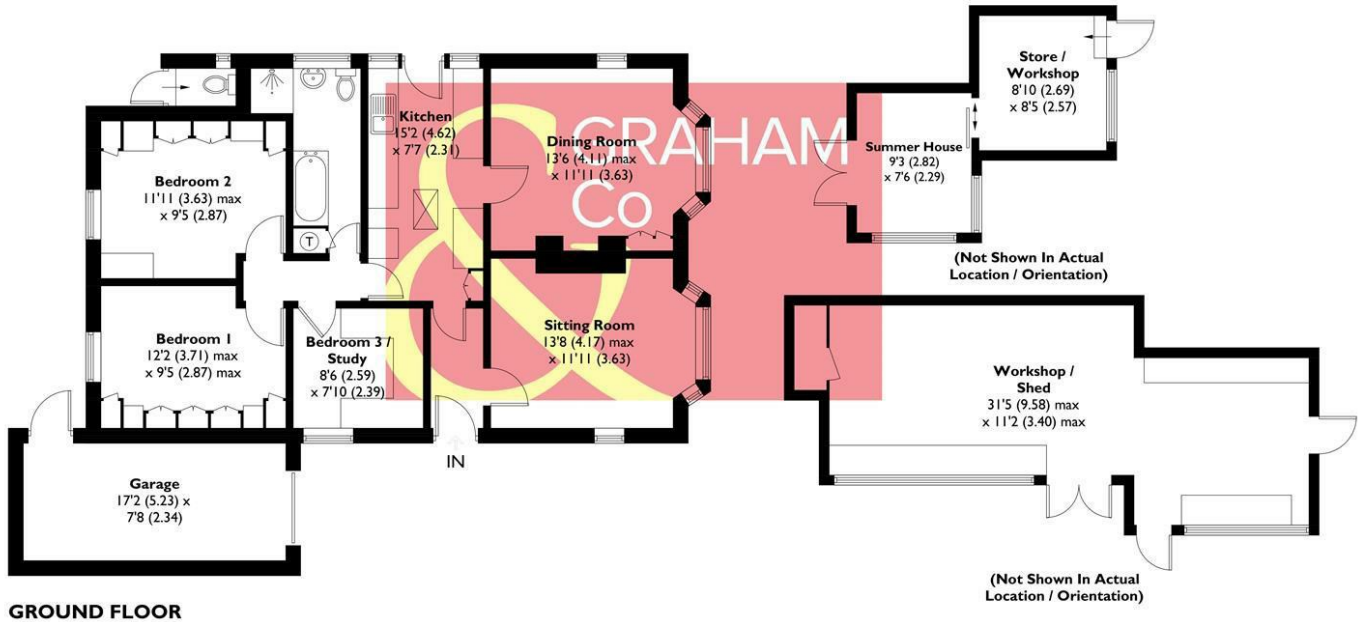 Store /
Workshop
8'10 (2.69)
x 8'5 (2.57)
Kitchen
15'2 (4.62)
x 7'7 (2.31)
GRAHAM
&
Co
Dining Room
13'6 (4.11) max
x 11'11 (3.63)
Summer House
9'3 (2.82)
x 7'6 (2.29)
Bedroom 2
11'11 (3.63) max
x 9'5 (2.87)
T
(Not Shown In Actual
Location / Orientation)
Bedroom 1
12'2 (3.71) max
x 9'5 (2.87) max
Bedroom 3 /
Study
8'6 (2.59)
x 7'10 (2.39)
Sitting Room
13'8 (4.17) max
x 11'11 (3.63)
Workshop /
Shed
31'5 (9.58) max
x 11'2 (3.40) max
IN
Garage
17'2 (5.23) x
7'8 (2.34)
(Not Shown In Actual
Location / Orientation)
GROUND FLOOR